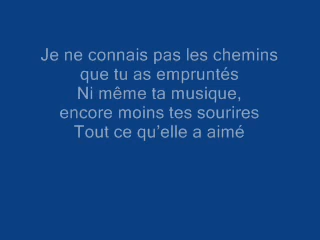 Je ne connais pas les chemins
que tu as empruntés
Ni même ta musique,
encore moins tes sourires
Tout ce qu'elle a aimé